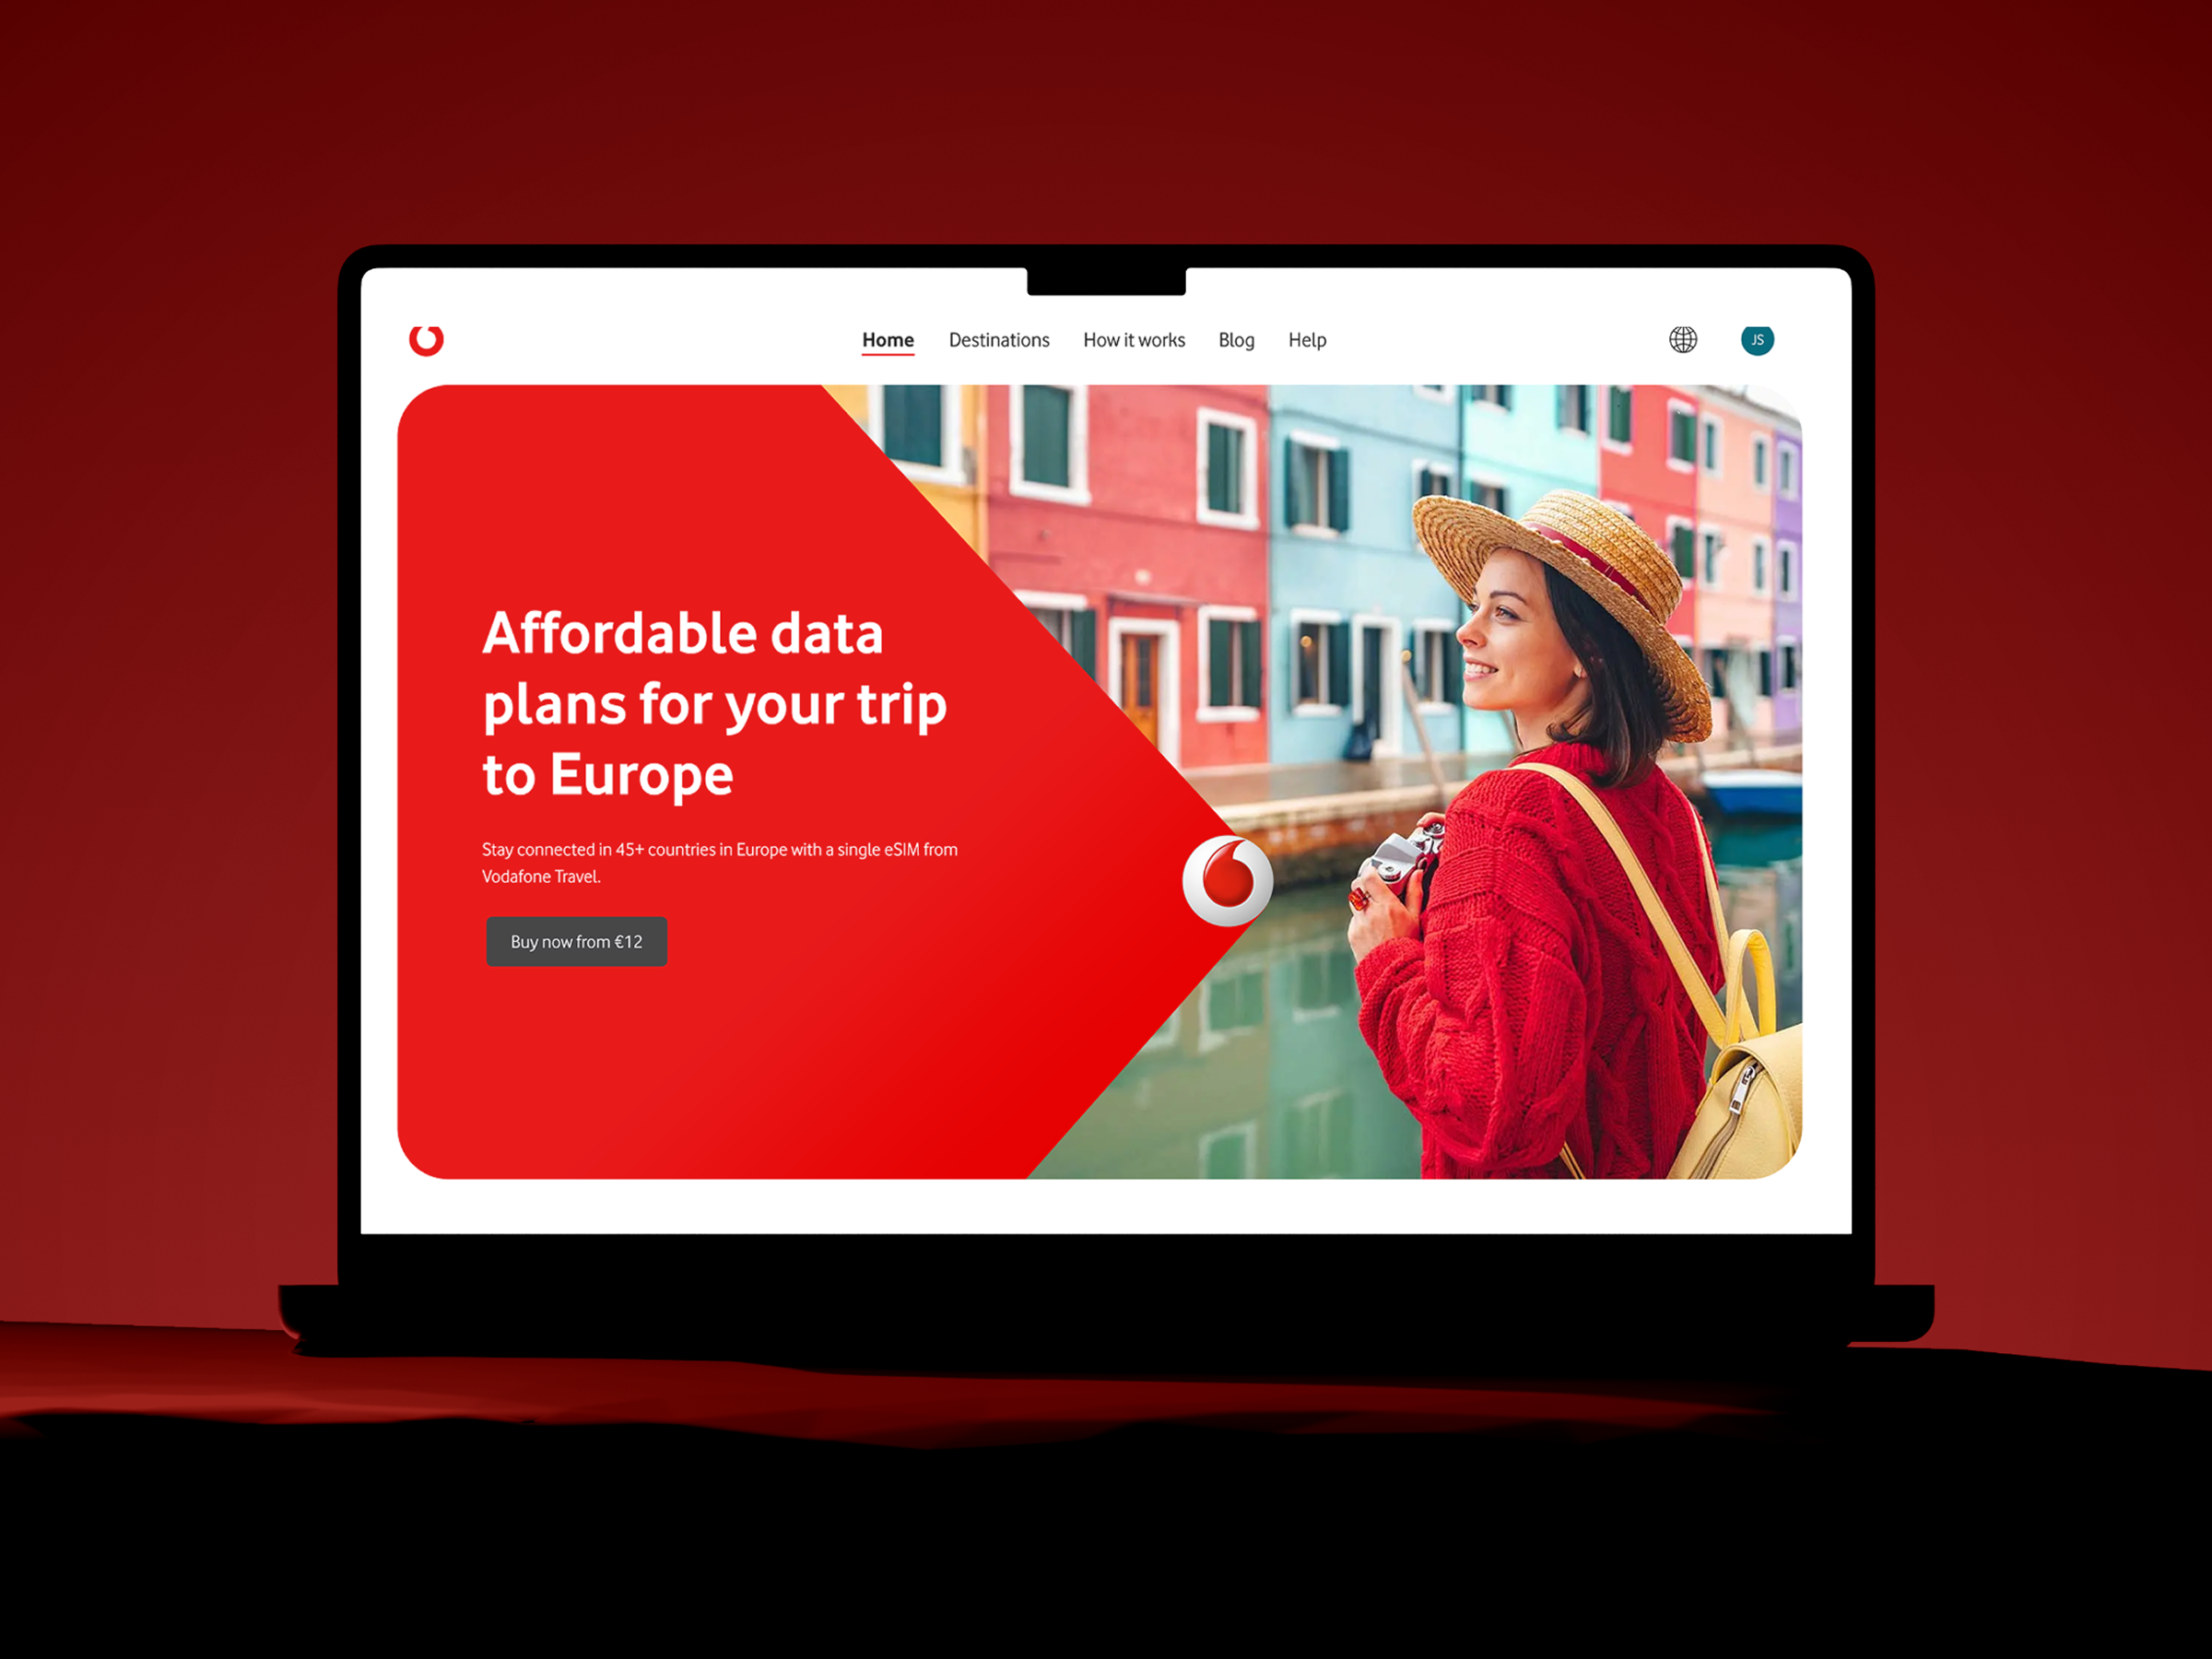 Home Destinations How it works Blog Help JS
Affordable data
plans for your trip
to Europe
Stay connected in 45+ countries in Europe with a single eSIM from
Vodafone Travel.
Buy now from €12